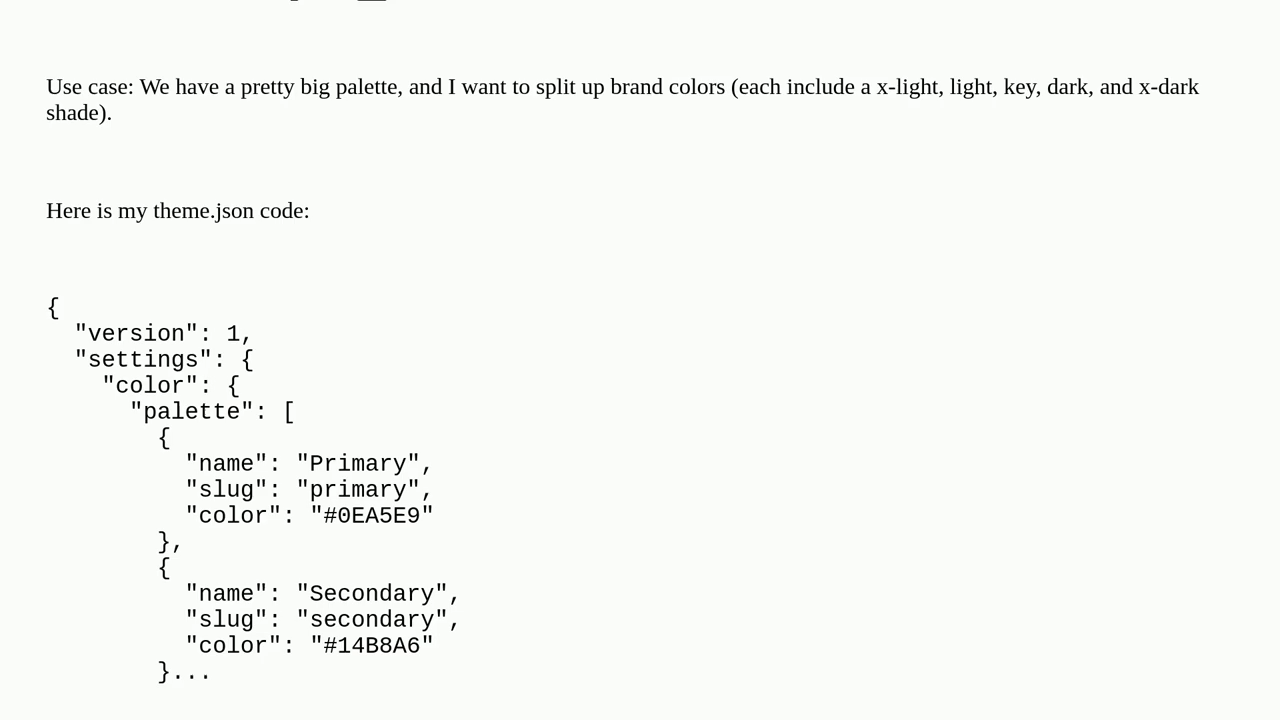 Use case: We have a pretty big palette, and I want to split up brand colors (each include a x-light, light, key, dark, and x-dark
shade).
Here is my theme.json code:
{
  "version": 1,
  "settings": {
    "color": {
      "palette": [
        {
          "name": "Primary",
          "slug": "primary",
          "color": "#0EA5E9"
        },
        {
          "name": "Secondary",
          "slug": "secondary",
          "color": "#14B8A6"
        }...